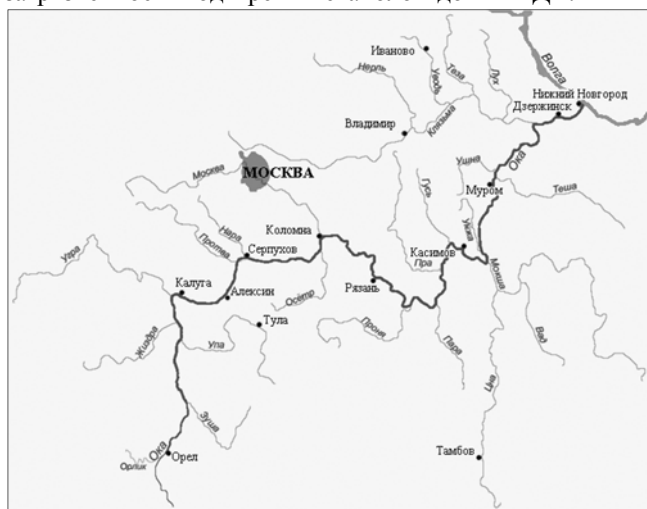 Иваново
Нерль
Уводь
Теза
Лух
Волга
Нижний Новгород
Дзержинск
Владимир
Клязьма
Ока
Москва
МОСКВА
Ушна
Муром
Теша
Гусь
Унжа
Нара
Протва
Серпухов
Коломна
Касимов
Пра
Мокша
Угра
Калуга
Алексин
Осётр
Рязань
Жиздра
Упа
Тула
Проня
Пара
Цна
Вад
Зуша
Ока
Орлик
Орел
Тамбов